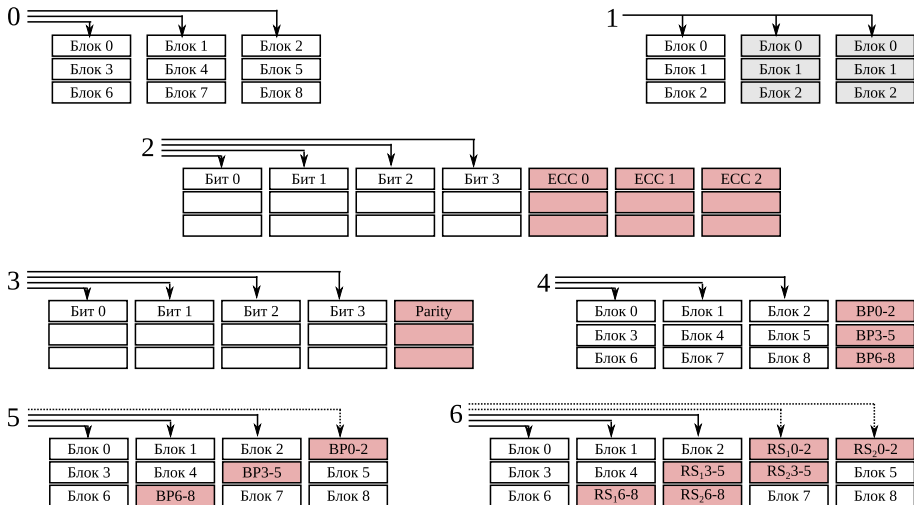 0
Блок 0 Блок 1 Блок 2
Блок 3 Блок 4 Блок 5
Блок 6 Блок 7 Блок 8
1
Блок 0 Блок 0 Блок 0
Блок 1 Блок 1 Блок 1
Блок 2 Блок 2 Блок 2
2
Бит 0 Бит 1 Бит 2 Бит 3 ECC 0 ECC 1 ECC 2
3
Бит 0 Бит 1 Бит 2 Бит 3 Parity
4
Блок 0 Блок 1 Блок 2 BP0-2
Блок 3 Блок 4 Блок 5 BP3-5
Блок 6 Блок 7 Блок 8 BP6-8
5
Блок 0 Блок 1 Блок 2 BP0-2
Блок 3 Блок 4 BP3-5 Блок 5
Блок 6 BP6-8 Блок 7 Блок 8
6
Блок 0 Блок 1 Блок 2 RS₁0-2 RS₂0-2
Блок 3 Блок 4 RS₁3-5 RS₂3-5 Блок 5
Блок 6 RS₁6-8 RS₂6-8 Блок 7 Блок 8